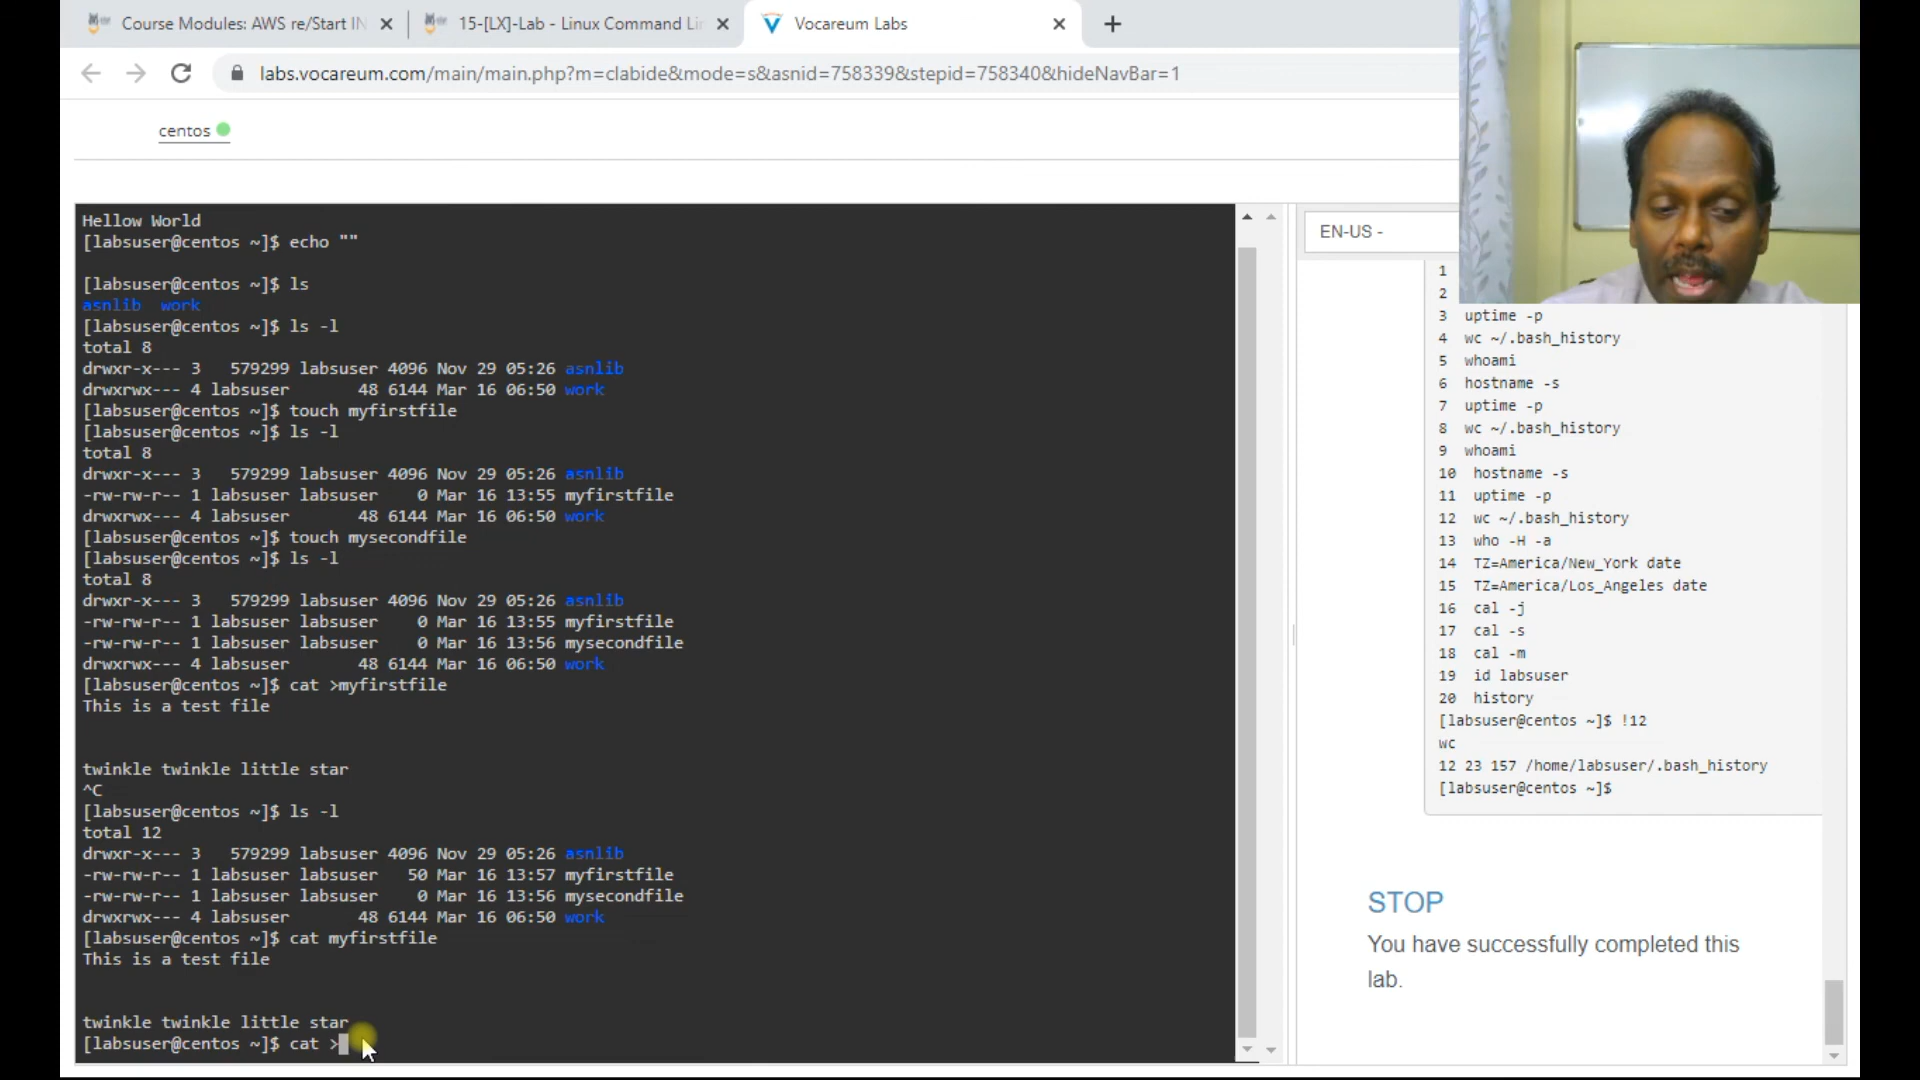 Course Modules: AWS re/Start IN
15-[LX]-Lab - Linux Command Lin
Vocareum Labs
labs.vocareum.com/main/main.php?m=clabide&mode=s&asnid=758339&stepid=758340&hideNavBar=1
centos
Hellow World
[labsuser@centos ~]$ echo ""
[labsuser@centos ~]$ ls
asnlib  work
[labsuser@centos ~]$ ls -l
total 8
drwxr-x--- 3   579299 labsuser 4096 Nov 29 05:26 asnlib
drwxrwx--- 4 labsuser       48 6144 Mar 16 06:50 work
[labsuser@centos ~]$ touch myfirstfile
[labsuser@centos ~]$ ls -l
total 8
drwxr-x--- 3   579299 labsuser 4096 Nov 29 05:26 asnlib
-rw-rw-r-- 1 labsuser labsuser    0 Mar 16 13:55 myfirstfile
drwxrwx--- 4 labsuser       48 6144 Mar 16 06:50 work
[labsuser@centos ~]$ touch mysecondfile
[labsuser@centos ~]$ ls -l
total 8
drwxr-x--- 3   579299 labsuser 4096 Nov 29 05:26 asnlib
-rw-rw-r-- 1 labsuser labsuser    0 Mar 16 13:55 myfirstfile
-rw-rw-r-- 1 labsuser labsuser    0 Mar 16 13:56 mysecondfile
drwxrwx--- 4 labsuser       48 6144 Mar 16 06:50 work
[labsuser@centos ~]$ cat >myfirstfile
This is a test file
twinkle twinkle little star
^C
[labsuser@centos ~]$ ls -l
total 12
drwxr-x--- 3   579299 labsuser 4096 Nov 29 05:26 asnlib
-rw-rw-r-- 1 labsuser labsuser   50 Mar 16 13:57 myfirstfile
-rw-rw-r-- 1 labsuser labsuser    0 Mar 16 13:56 mysecondfile
drwxrwx--- 4 labsuser       48 6144 Mar 16 06:50 work
[labsuser@centos ~]$ cat myfirstfile
This is a test file
twinkle twinkle little star
[labsuser@centos ~]$ cat >
EN-US -
1
2
3  uptime -p
4  wc ~/.bash_history
5  whoami
6  hostname -s
7  uptime -p
8  wc ~/.bash_history
9  whoami
10  hostname -s
11  uptime -p
12  wc ~/.bash_history
13  who -H -a
14  TZ=America/New_York date
15  TZ=America/Los_Angeles date
16  cal -j
17  cal -s
18  cal -m
19  id labsuser
20  history
[labsuser@centos ~]$ !12
wc
12 23 157 /home/labsuser/.bash_history
[labsuser@centos ~]$
STOP
You have successfully completed this
lab.